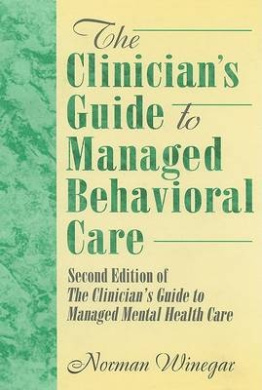 The
Clinician's
Guide to
Managed
Behavioral
Care
Second Edition of
The Clinician's Guide to
Managed Mental Health Care
Norman Winegar